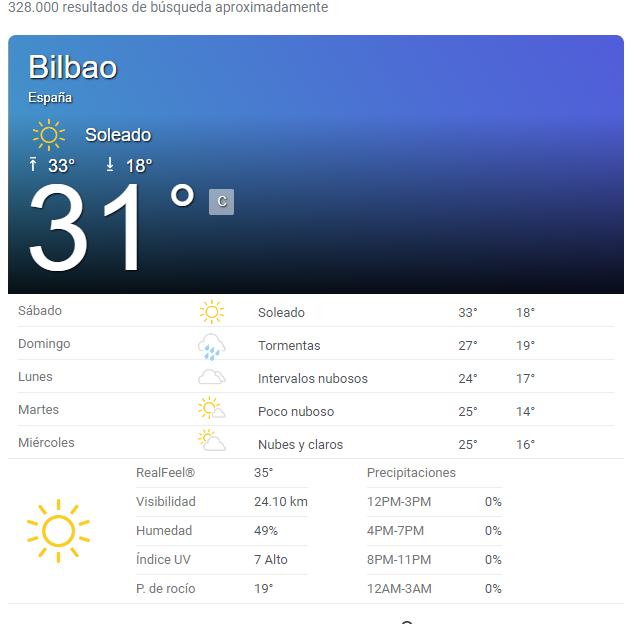 328.000 resultados de búsqueda aproximadamente
Bilbao
España
Soleado
33° 18°
31° C
Sábado Soleado 33° 18°
Domingo Tormentas 27° 19°
Lunes Intervalos nubosos 24° 17°
Martes Poco nuboso 25° 14°
Miércoles Nubes y claros 25° 16°
RealFeel® 35° Precipitaciones
Visibilidad 24.10 km 12PM-3PM 0%
Humedad 49% 4PM-7PM 0%
Índice UV 7 Alto 8PM-11PM 0%
P. de rocío 19° 12AM-3AM 0%